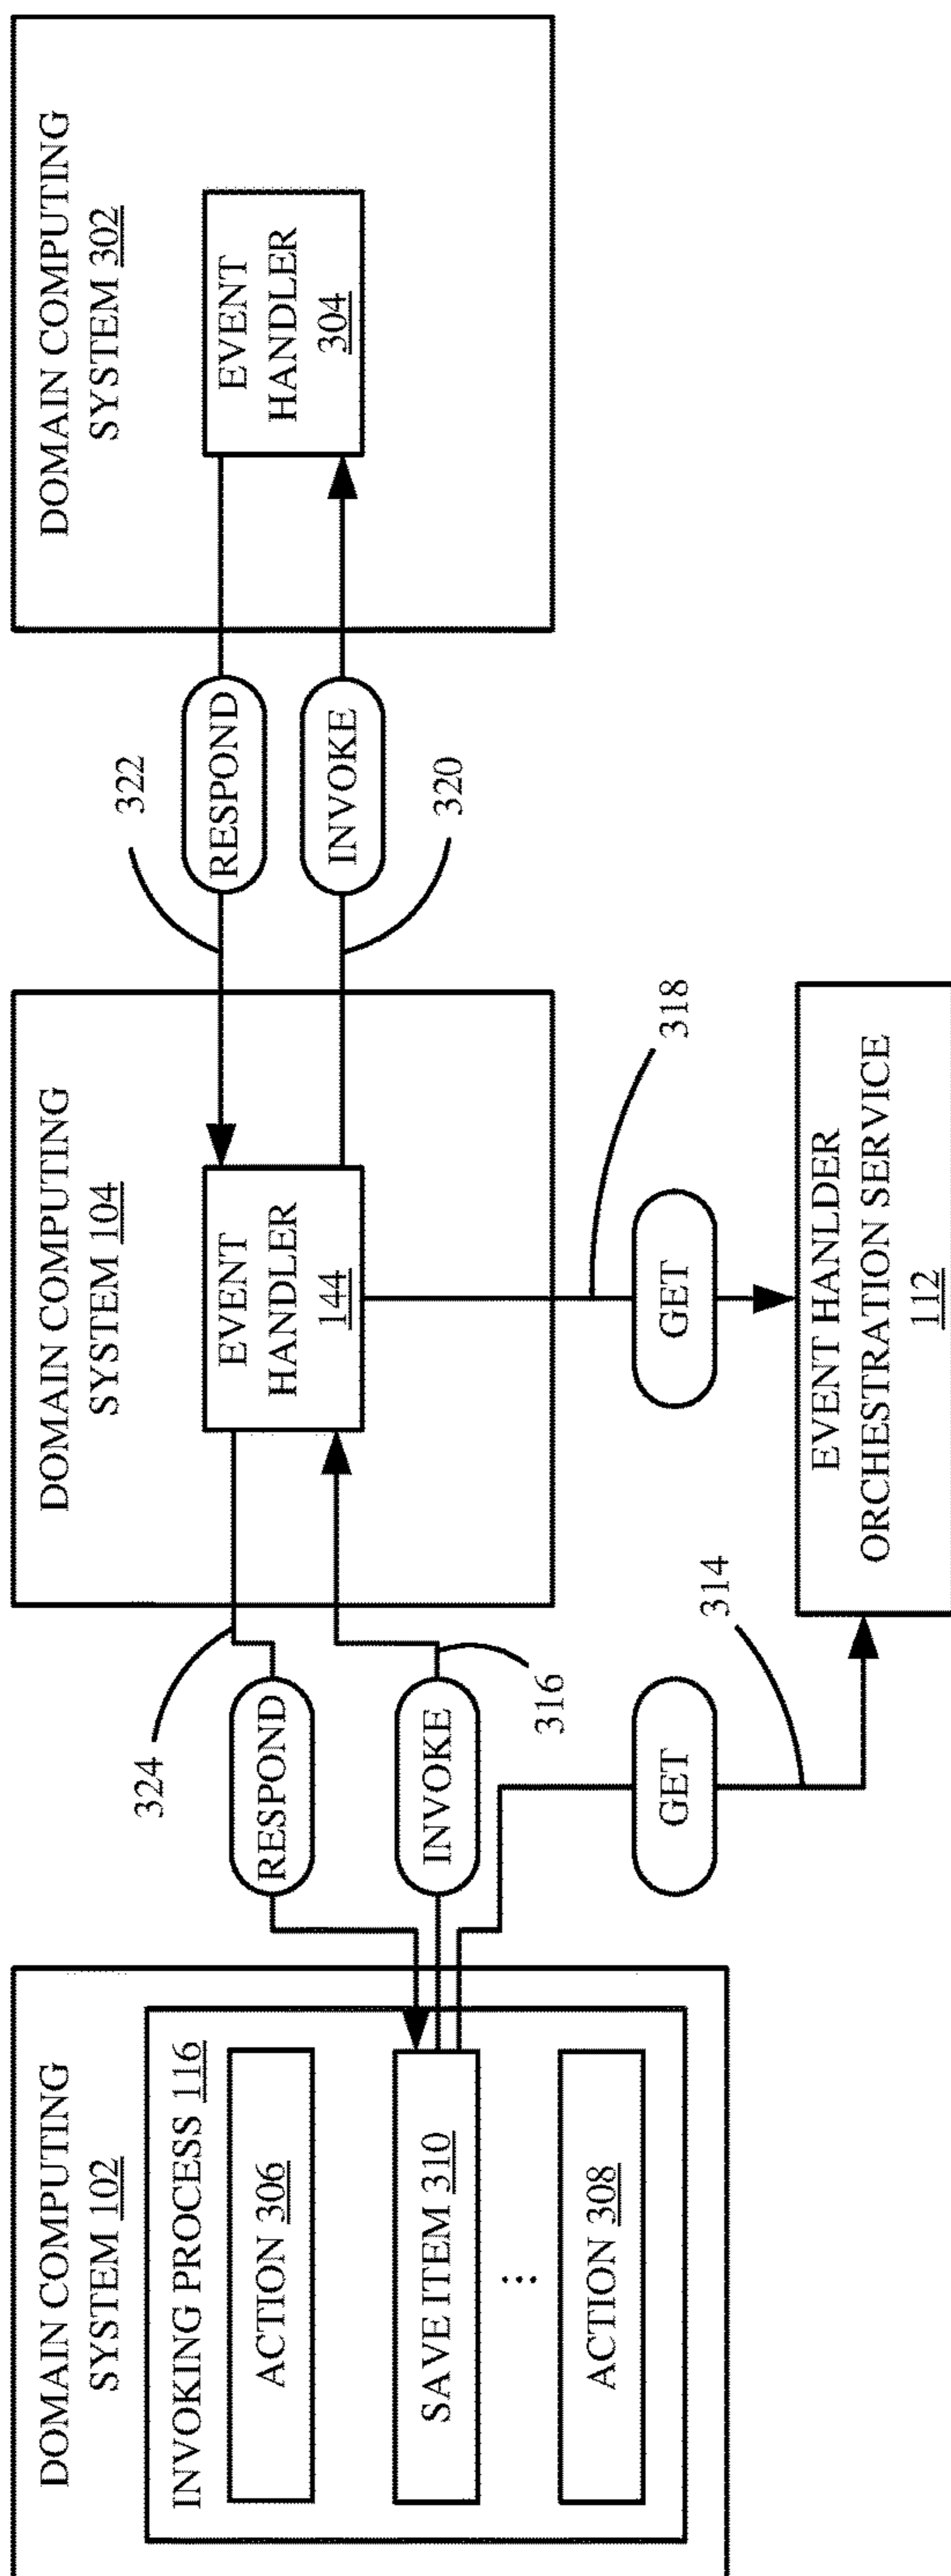 DOMAIN COMPUTING
SYSTEM 102
INVOKING PROCESS 116
ACTION 306
SAVE ITEM 310
...
ACTION 308
324
RESPOND
INVOKE
316
GET
314
DOMAIN COMPUTING
SYSTEM 104
EVENT
HANDLER
144
GET
318
EVENT HANLDER
ORCHESTRATION SERVICE
112
322
RESPOND
INVOKE
320
DOMAIN COMPUTING
SYSTEM 302
EVENT
HANDLER
304